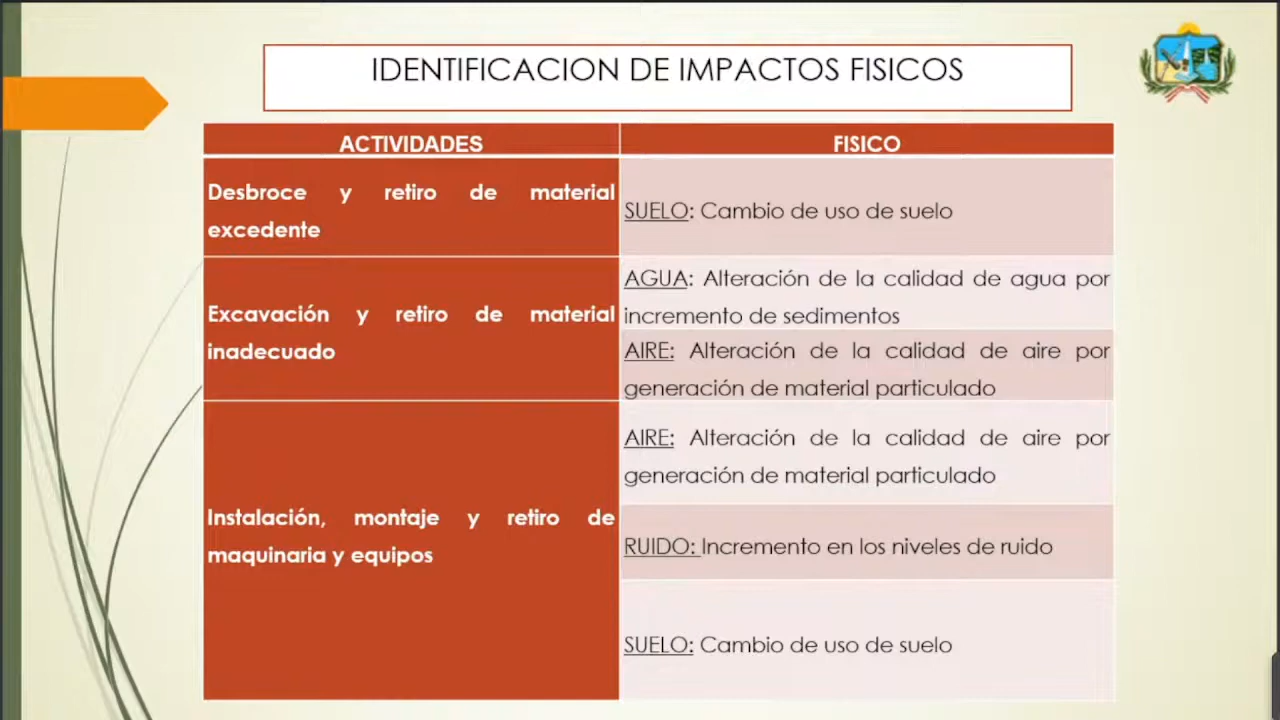 IDENTIFICACION DE IMPACTOS FISICOS
ACTIVIDADES
FISICO
Desbroce y retiro de material
excedente
SUELO: Cambio de uso de suelo
Excavación y retiro de material
inadecuado
AGUA: Alteración de la calidad de agua por
incremento de sedimentos
AIRE: Alteración de la calidad de aire por
generación de material particulado
Instalación, montaje y retiro de
maquinaria y equipos
AIRE: Alteración de la calidad de aire por
generación de material particulado
RUIDO: Incremento en los niveles de ruido
SUELO: Cambio de uso de suelo